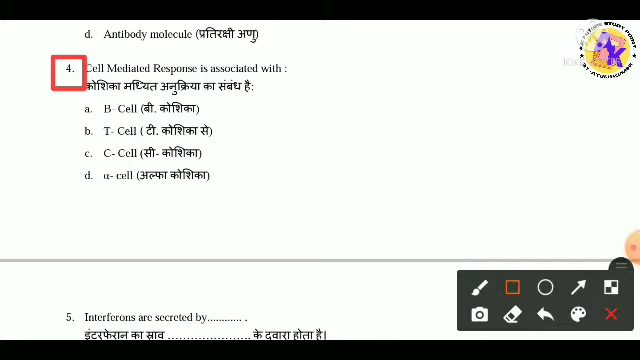 d. Antibody molecule (प्रतिरक्षी अणु)
4. Cell Mediated Response is associated with :
कोशिका मध्यित अनुक्रिया का संबंध है:
a. B- Cell (बी. कोशिका)
b. T- Cell ( टी. कोशिका से)
c. C- Cell (सी- कोशिका)
d. α- cell (अल्फा कोशिका)
5. Interferons are secreted by............ .
इंटरफेरान का स्राव ...................... के द्वारा होता है|